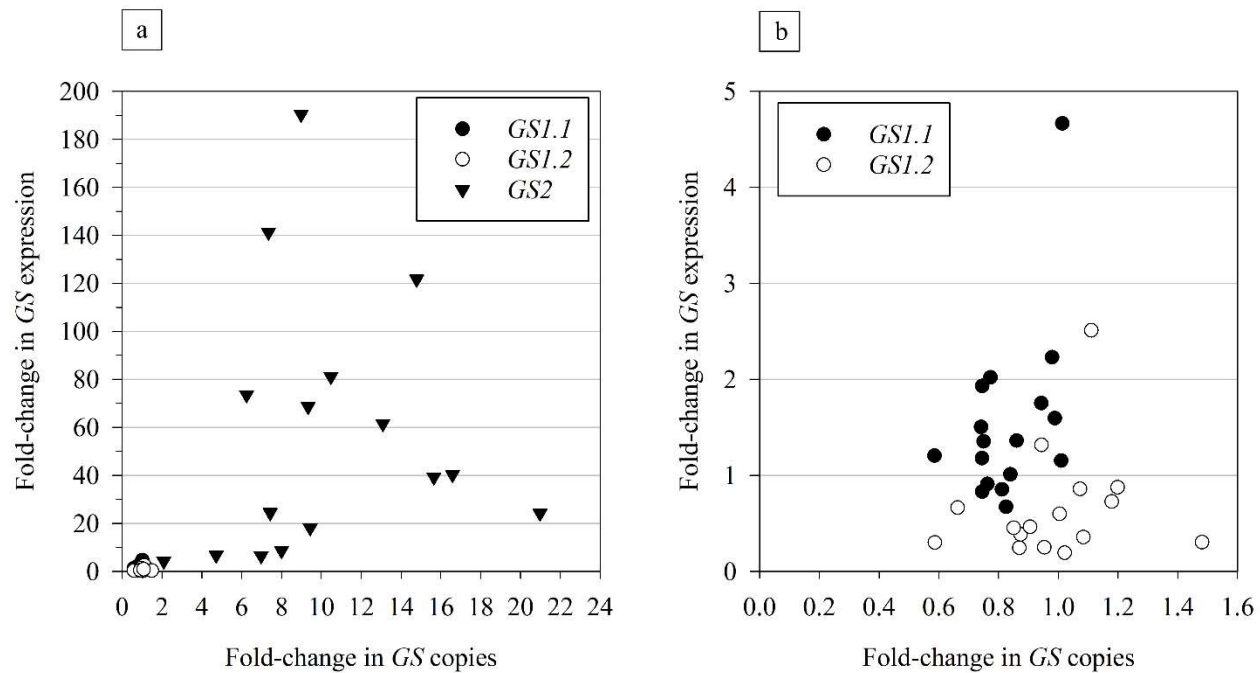 a
Fold-change in GS expression
200
180
160
140
120
100
80
60
40
20
0
GS1.1
GS1.2
GS2
0 2 4 6 8 10 12 14 16 18 20 22 24
Fold-change in GS copies
b
Fold-change in GS expression
5
4
3
2
1
0
GS1.1
GS1.2
0.0 0.2 0.4 0.6 0.8 1.0 1.2 1.4 1.6
Fold-change in GS copies